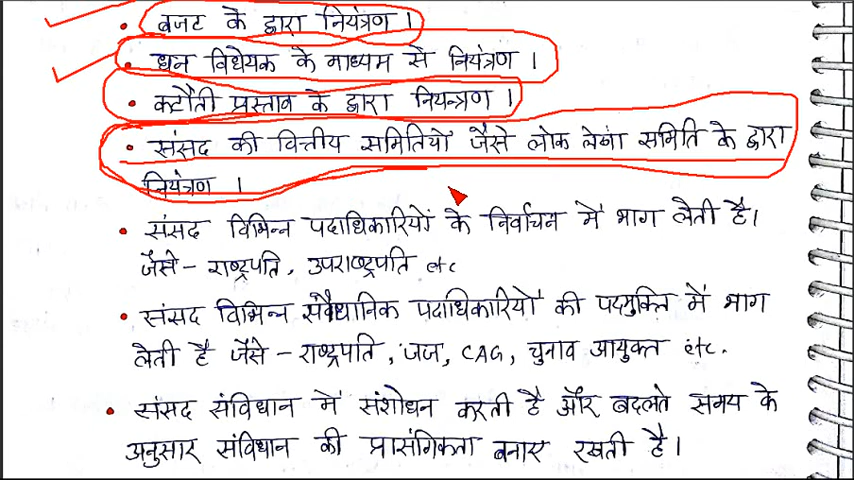 • बजट के द्वारा नियंत्रण।
• धन विधेयक के माध्यम से नियंत्रण।
• कटौती प्रस्ताव के द्वारा नियन्त्रण।
• संसद की वित्तीय समितियों जैसे लोक लेखा समिति के द्वारा
नियंत्रण।
• संसद विभिन्न पदाधिकारियों के निर्वाचन में भाग लेती है।
जैसे- राष्ट्रपति, उपराष्ट्रपति etc
• संसद विभिन्न संवैधानिक पदाधिकारियों की पदमुक्ति में भाग
लेती है जैसे- राष्ट्रपति, जज, CAG, चुनाव आयुक्त etc.
• संसद संविधान में संशोधन करती है और बदलते समय के
अनुसार संविधान की प्रासंगिकता बनाए रखती है।